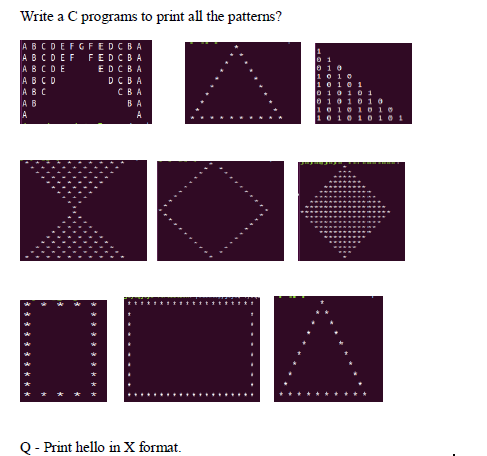 Write a C programs to print all the patterns?
A B C D E F G F E D C B A
A B C D E F F E D C B A
A B C D E E D C B A
A B C D D C B A
A B C C B A
A B B A
A A
1
0 1
0 1 0
1 0 1 0
1 0 1 0 1
0 1 0 1 0 1
0 1 0 1 0 1 0
1 0 1 0 1 0 1 0
1 0 1 0 1 0 1 0 1
Q - Print hello in X format.